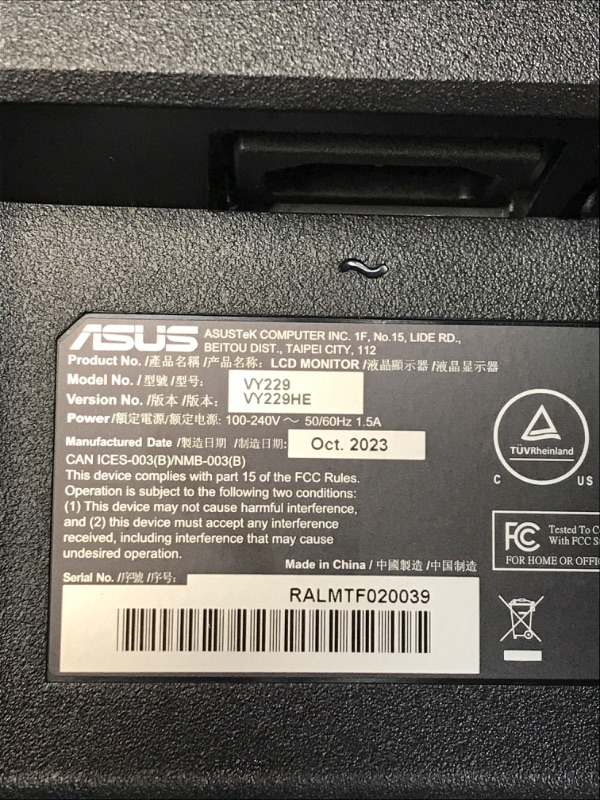 ASUS ASUSTeK COMPUTER INC. 1F, No.15, LIDE RD.,
BEITOU DIST., TAIPEI CITY, 112
Product No. /產品名稱 /产品名称: LCD MONITOR /液晶顯示器 /液晶显示器
Model No. / 型號 /型号: VY229
Version No. /版本 /版本: VY229HE
Power/額定電源/额定电源: 100-240V ～ 50/60Hz 1.5A
Manufactured Date /製造日期 /制造日期: Oct. 2023
CAN ICES-003(B)/NMB-003(B)
This device complies with part 15 of the FCC Rules.
Operation is subject to the following two conditions:
(1) This device may not cause harmful interference,
and (2) this device must accept any interference
received, including interference that may cause
undesired operation.
Made in China / 中國製造 /中国制造
Serial No. /序號 /序号:
RALMTF020039
TÜVRheinland
C US
FC Tested To
With FCC
FOR HOME OR